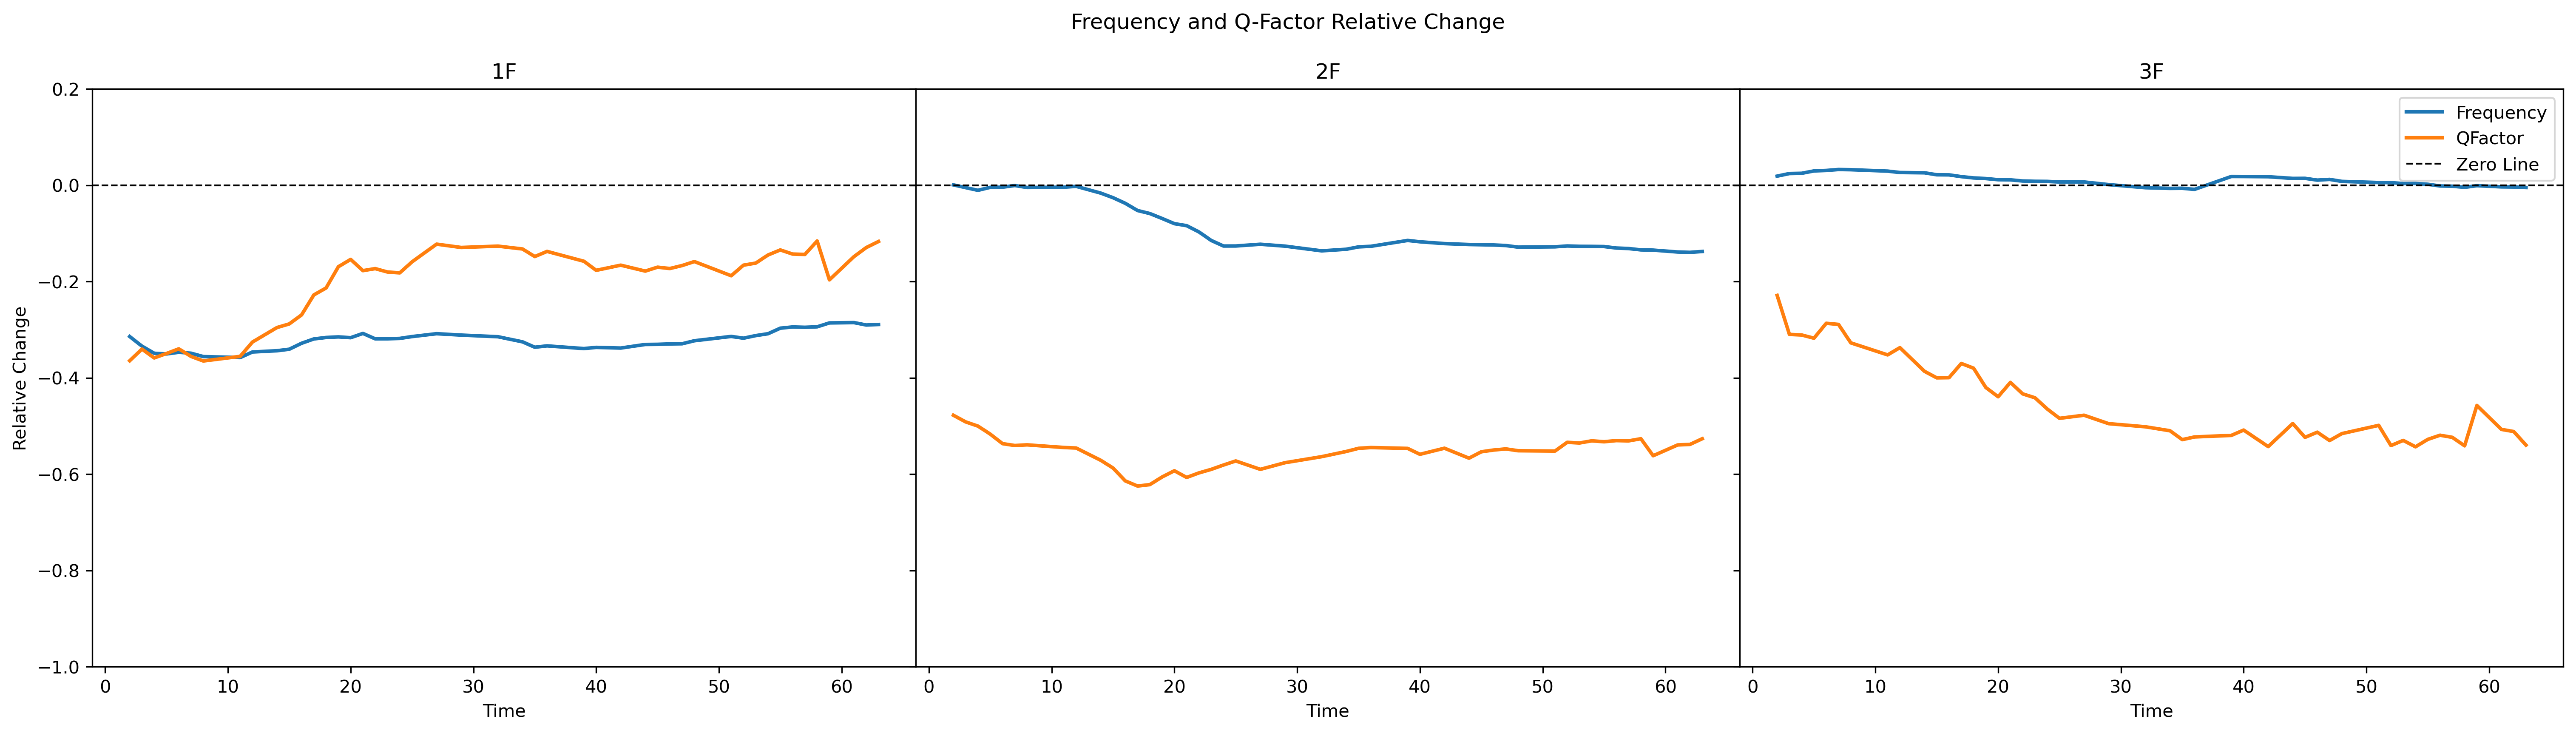 Frequency and Q-Factor Relative Change
1F
2F
3F
Relative Change
0.2
0.0
−0.2
−0.4
−0.6
−0.8
−1.0
0 10 20 30 40 50 60
Time
0 10 20 30 40 50 60
Time
0 10 20 30 40 50 60
Time
Frequency
QFactor
Zero Line